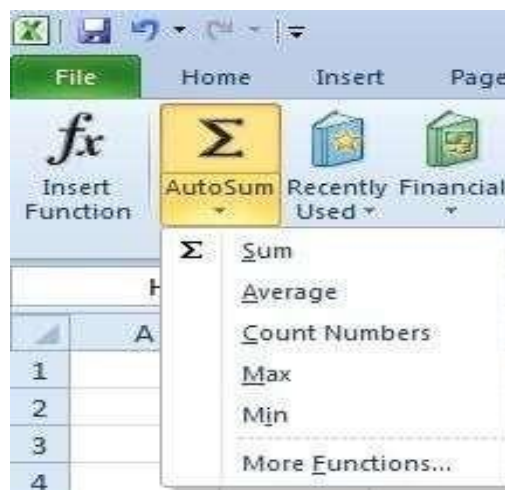 File Home Insert Page
fx Σ
Insert Function AutoSum Recently Used Financial
Σ Sum
Average
H
Count Numbers
A
1
Max
2
Min
3
More Functions...
4